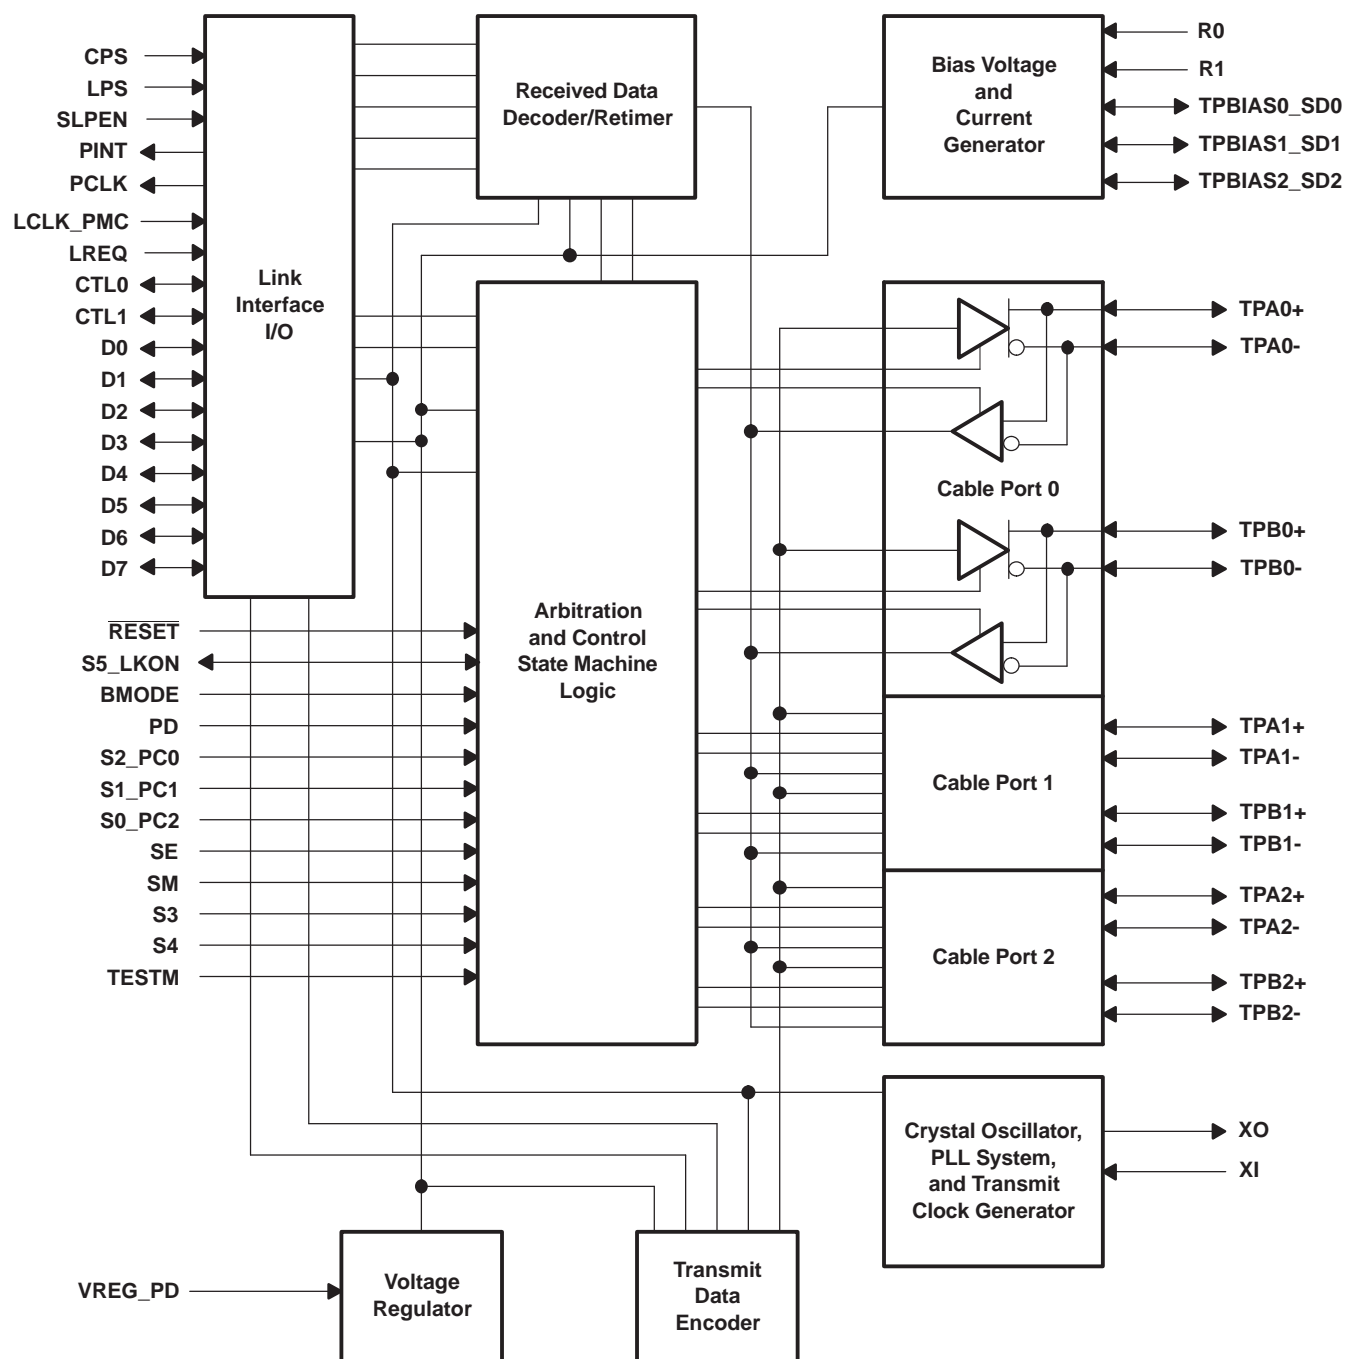 CPS
LPS
SLPEN
PINT
PCLK
LCLK_PMC
LREQ
CTL0
CTL1
D0
D1
D2
D3
D4
D5
D6
D7
Link
Interface
I/O
Received Data
Decoder/Retimer
Bias Voltage
and
Current
Generator
R0
R1
TPBIAS0_SD0
TPBIAS1_SD1
TPBIAS2_SD2
RESET
S5_LKON
BMODE
PD
S2_PC0
S1_PC1
S0_PC2
SE
SM
S3
S4
TESTM
Arbitration
and Control
State Machine
Logic
Cable Port 0
TPA0+
TPA0-
TPB0+
TPB0-
Cable Port 1
TPA1+
TPA1-
TPB1+
TPB1-
Cable Port 2
TPA2+
TPA2-
TPB2+
TPB2-
Crystal Oscillator,
PLL System,
and Transmit
Clock Generator
XO
XI
VREG_PD
Voltage
Regulator
Transmit
Data
Encoder